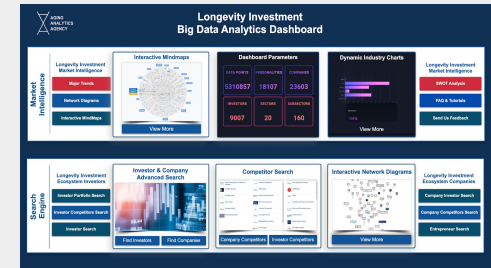 AGING
ANALYTICS
AGENCY
Longevity Investment
Big Data Analytics Dashboard
Market
Intelligence
Longevity Investment
Market Intelligence
Major Trends
Network Diagrams
Interactive MindMaps
Interactive Mindmaps
View More
Dashboard Parameters
DATA POINTS
PERSONALITIES
COMPANIES
5310857
18107
23603
INVESTORS
SECTORS
SUBSECTORS
9007
20
160
Dynamic Industry Charts
View More
Longevity Investment
Market Intelligence
SWOT Analysis
FAQ & Tutorials
Send Us Feedback
Search
Engine
Longevity Investment
Ecosystem Investors
Investor Portfolio Search
Investor Competitors Search
Investor Search
Investor & Company
Advanced Search
Find Investors
Find Companies
Competitor Search
Company Competitors
Investor Competitors
Interactive Network Diagrams
View More
Longevity Investment
Ecosystem Companies
Company Investor Search
Company Competitors Search
Entrepreneur Search